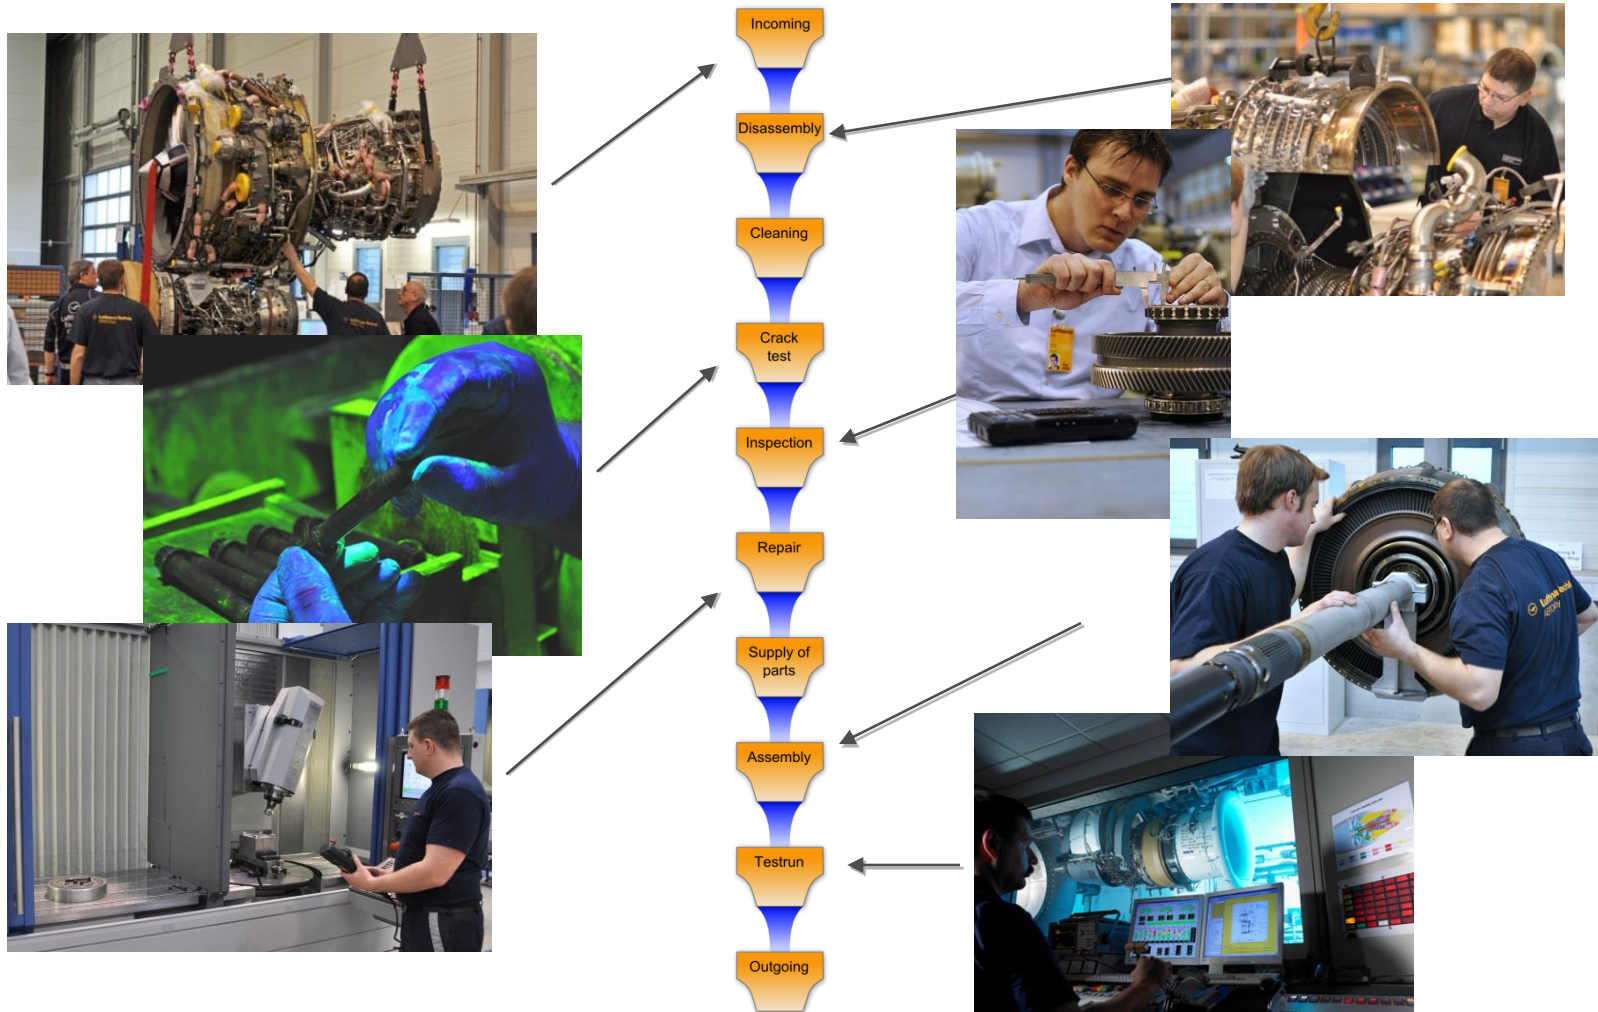 Incoming
Disassembly
Cleaning
Crack
test
Inspection
Repair
Supply of
parts
Assembly
Testrun
Outgoing